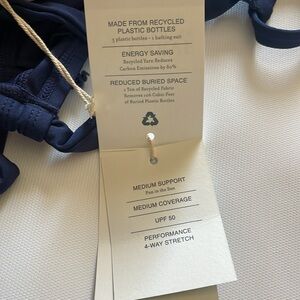 MADE FROM RECYCLED
PLASTIC BOTTLES
5 plastic bottles - 1 bathing suit
ENERGY SAVING
Recycled Yarn Reduces
Carbon Emissions by 60%
REDUCED BURIED SPACE
1 Ton of Recycled Fabric
Removes 106 Cubic Feet
of Buried Plastic Bottles
MEDIUM SUPPORT
Fun in the Sun
MEDIUM COVERAGE
UPF 50
PERFORMANCE
4-WAY STRETCH